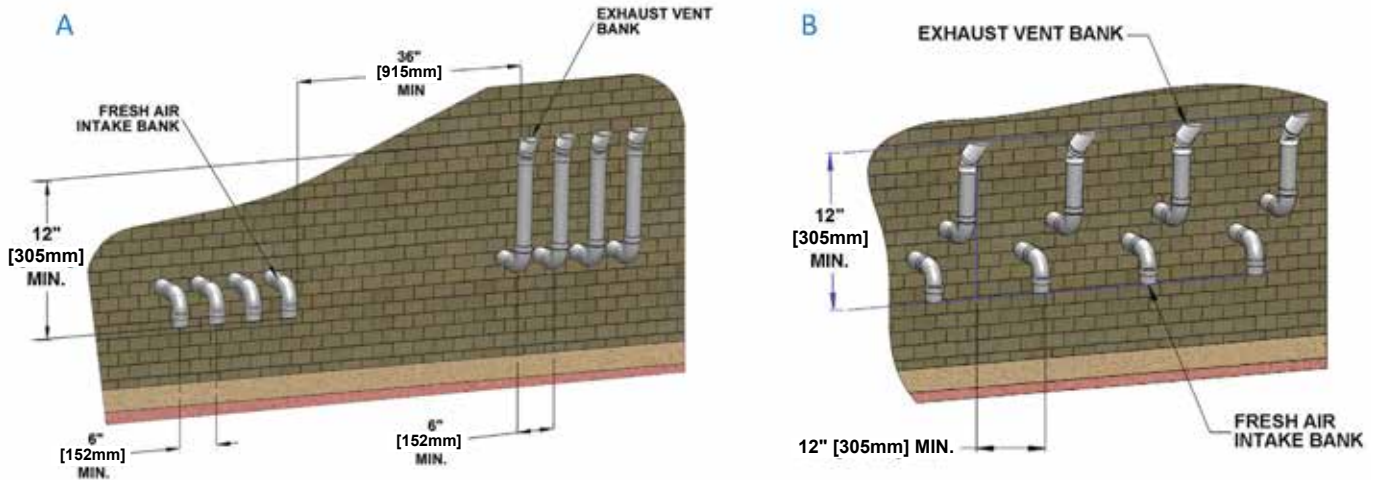 A
EXHAUST VENT
BANK
36"
[915mm]
MIN
FRESH AIR
INTAKE BANK
12"
[305mm]
MIN.
6"
[152mm]
MIN.
6"
[152mm]
MIN.
B
EXHAUST VENT BANK
12"
[305mm]
MIN.
12" [305mm] MIN.
FRESH AIR
INTAKE BANK